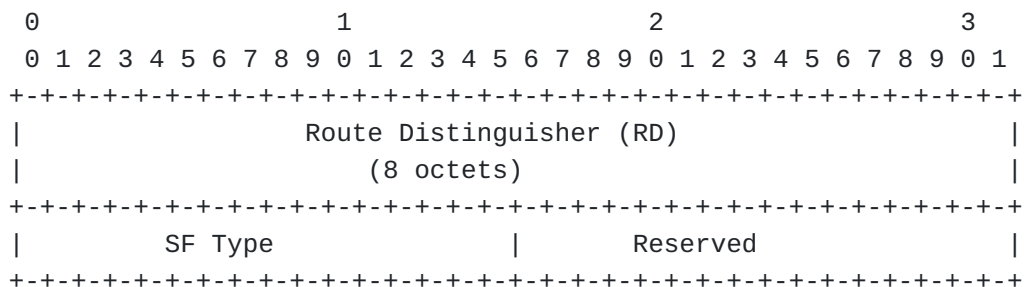 0                   1                   2                   3
 0 1 2 3 4 5 6 7 8 9 0 1 2 3 4 5 6 7 8 9 0 1 2 3 4 5 6 7 8 9 0 1
+-+-+-+-+-+-+-+-+-+-+-+-+-+-+-+-+-+-+-+-+-+-+-+-+-+-+-+-+-+-+-+-+
|                  Route Distinguisher (RD)                     |
|                      (8 octets)                               |
+-+-+-+-+-+-+-+-+-+-+-+-+-+-+-+-+-+-+-+-+-+-+-+-+-+-+-+-+-+-+-+-+
|         SF Type               |       Reserved                |
+-+-+-+-+-+-+-+-+-+-+-+-+-+-+-+-+-+-+-+-+-+-+-+-+-+-+-+-+-+-+-+-+